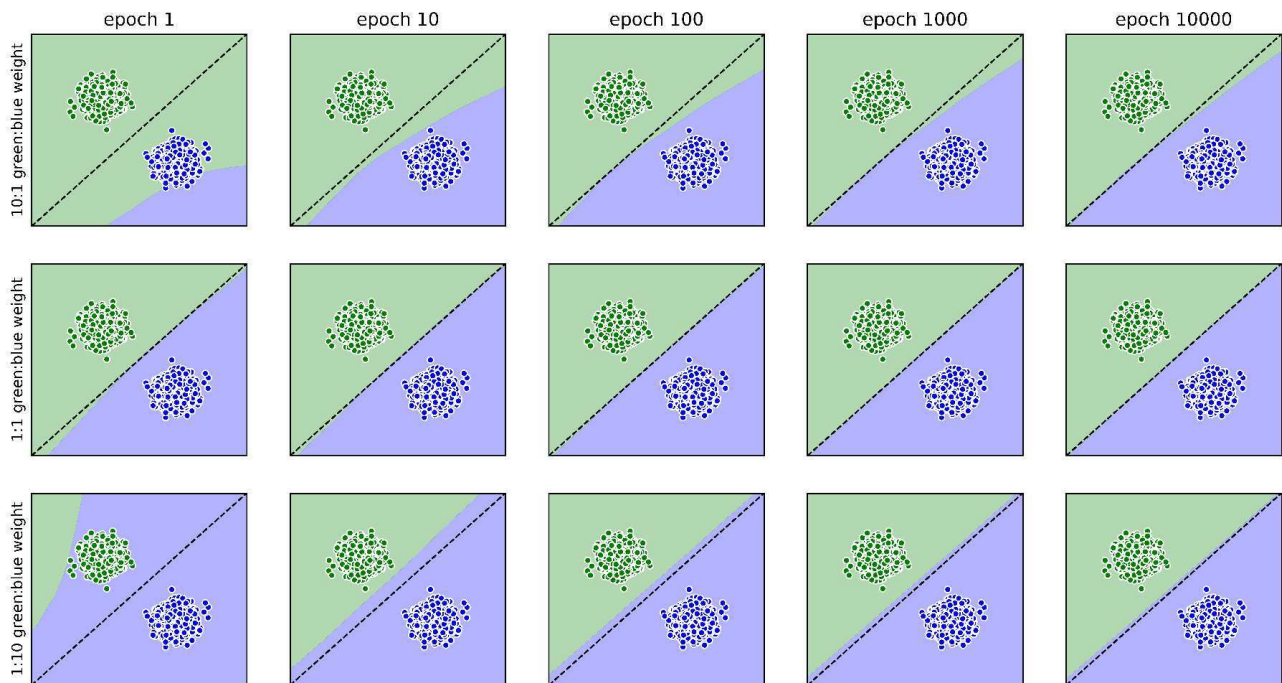 epoch 1
epoch 10
epoch 100
epoch 1000
epoch 10000
10:1 green:blue weight
1:1 green:blue weight
1:10 green:blue weight